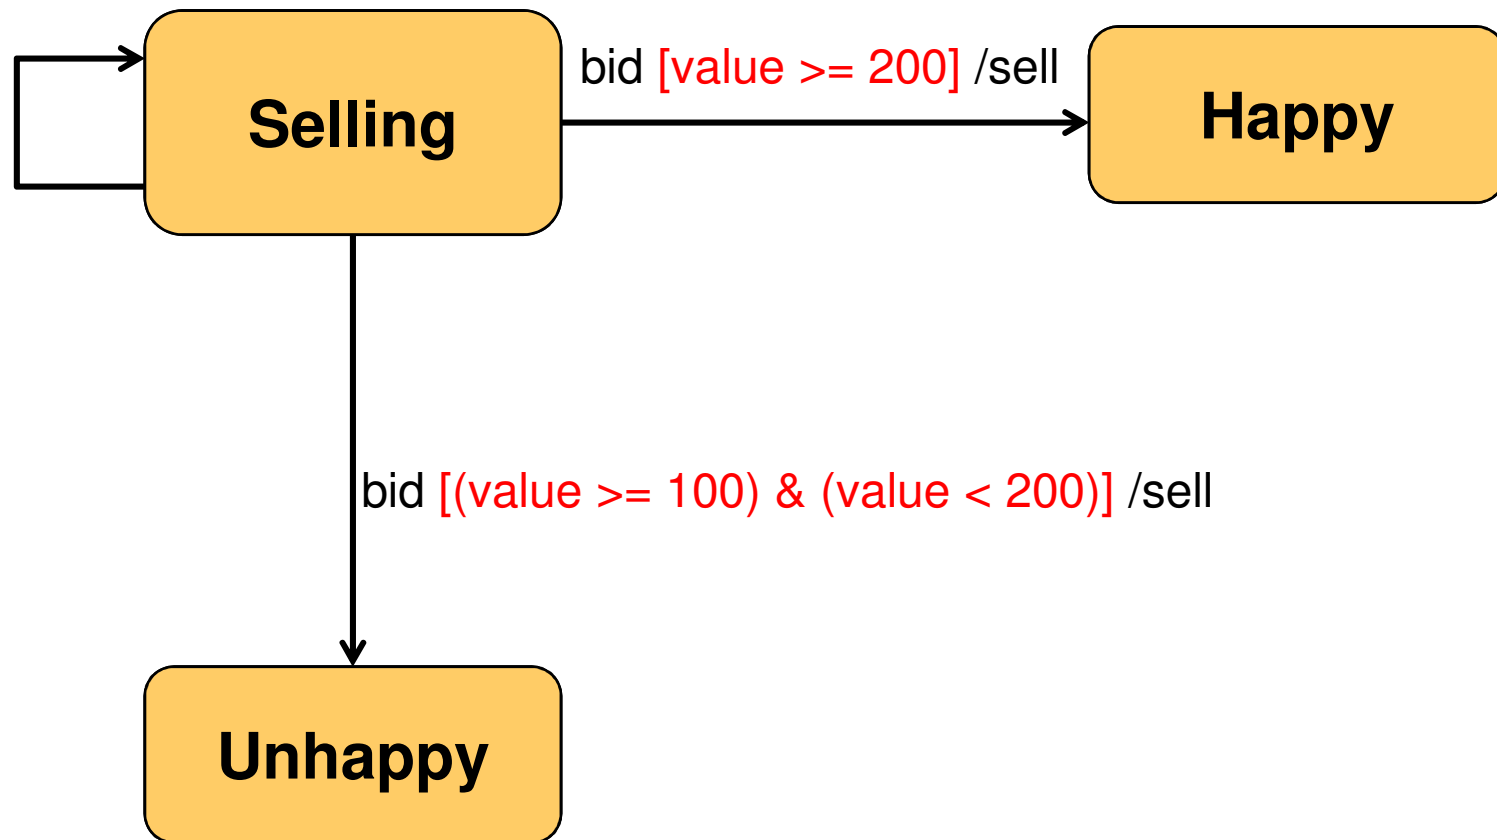 bid [value >= 200] /sell
Selling
Happy
bid [(value >= 100) & (value < 200)] /sell
Unhappy